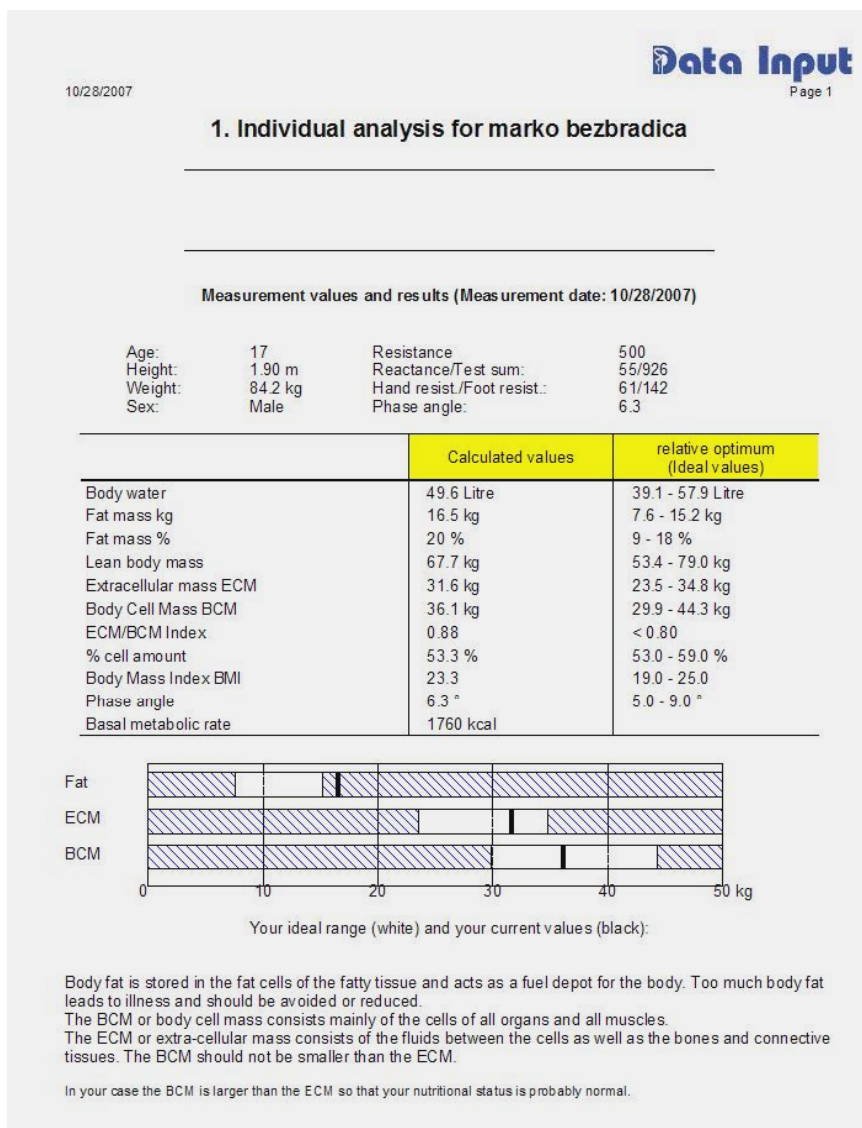 Data Input
10/28/2007 Page 1
1. Individual analysis for marko bezbradica
Measurement values and results (Measurement date: 10/28/2007)
Age: 17 Resistance 500
Height: 1.90 m Reactance/Test sum: 55/926
Weight: 84.2 kg Hand resist./Foot resist.: 61/142
Sex: Male Phase angle: 6.3
Calculated values relative optimum
(Ideal values)
Body water 49.6 Litre 39.1 - 57.9 Litre
Fat mass kg 16.5 kg 7.6 - 15.2 kg
Fat mass % 20 % 9 - 18 %
Lean body mass 67.7 kg 53.4 - 79.0 kg
Extracellular mass ECM 31.6 kg 23.5 - 34.8 kg
Body Cell Mass BCM 36.1 kg 29.9 - 44.3 kg
ECM/BCM Index 0.88 < 0.80
% cell amount 53.3 % 53.0 - 59.0 %
Body Mass Index BMI 23.3 19.0 - 25.0
Phase angle 6.3 ° 5.0 - 9.0 °
Basal metabolic rate 1760 kcal
Fat
ECM
BCM
0 10 20 30 40 50 kg
Your ideal range (white) and your current values (black):
Body fat is stored in the fat cells of the fatty tissue and acts as a fuel depot for the body. Too much body fat
leads to illness and should be avoided or reduced.
The BCM or body cell mass consists mainly of the cells of all organs and all muscles.
The ECM or extra-cellular mass consists of the fluids between the cells as well as the bones and connective
tissues. The BCM should not be smaller than the ECM.
In your case the BCM is larger than the ECM so that your nutritional status is probably normal.